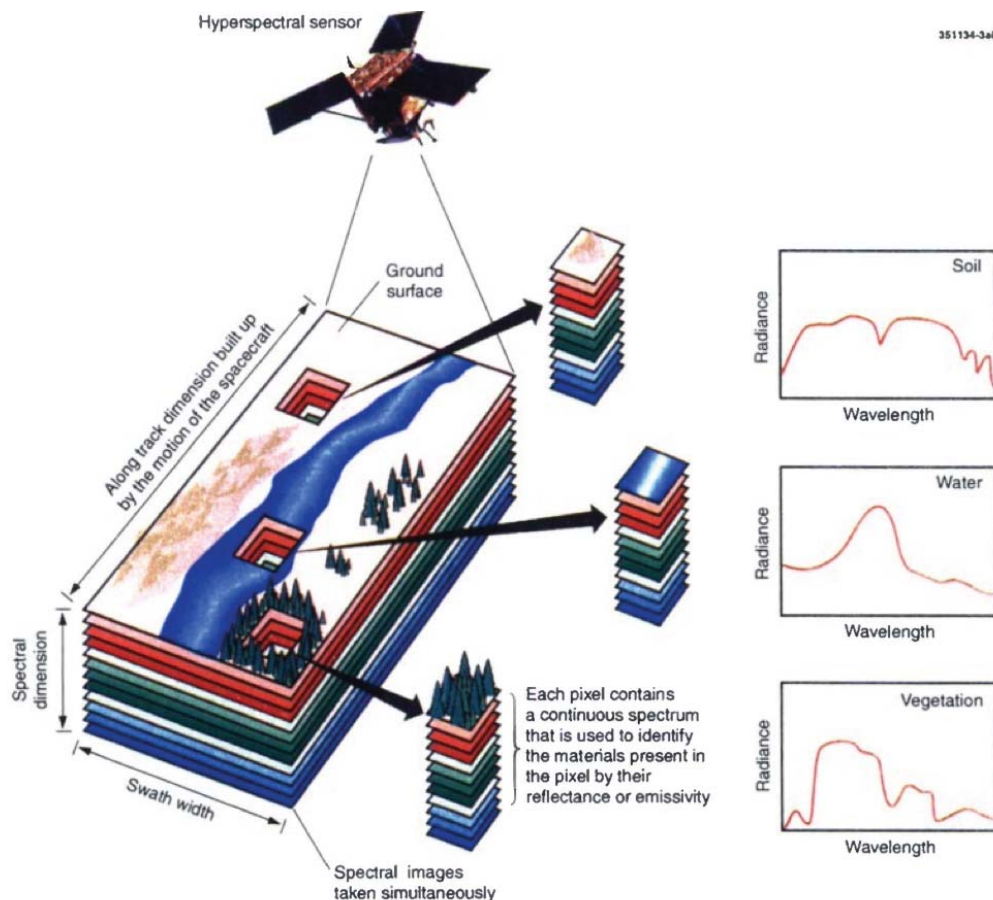 Hyperspectral sensor
351134-3ai
Ground
surface
Along track dimension built up
by the motion of the spacecraft
Soil
Radiance
Wavelength
Water
Radiance
Wavelength
Spectral
dimension
Swath width
Each pixel contains
a continuous spectrum
that is used to identify
the materials present in
the pixel by their
reflectance or emissivity
Vegetation
Radiance
Wavelength
Spectral images
taken simultaneously